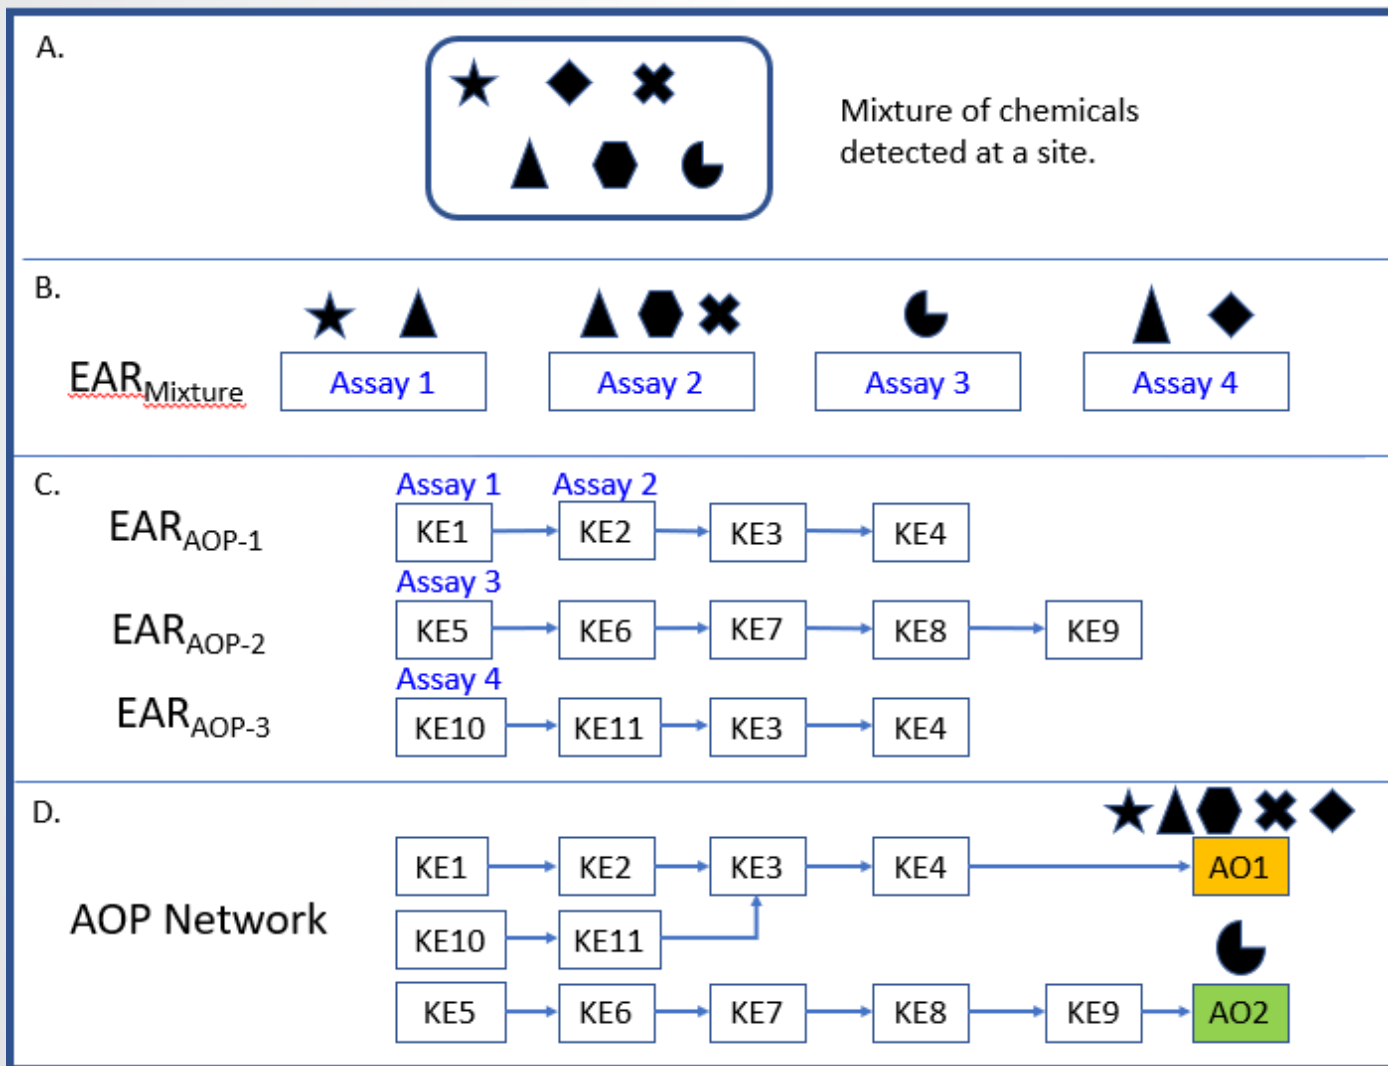 A.
Mixture of chemicals
detected at a site.
B.
EARMixture
Assay 1
Assay 2
Assay 3
Assay 4
C.
Assay 1
Assay 2
EARAOP-1
KE1
KE2
KE3
KE4
Assay 3
EARAOP-2
KE5
KE6
KE7
KE8
KE9
Assay 4
EARAOP-3
KE10
KE11
KE3
KE4
D.
AOP Network
KE1
KE2
KE3
KE4
AO1
KE10
KE11
KE5
KE6
KE7
KE8
KE9
AO2